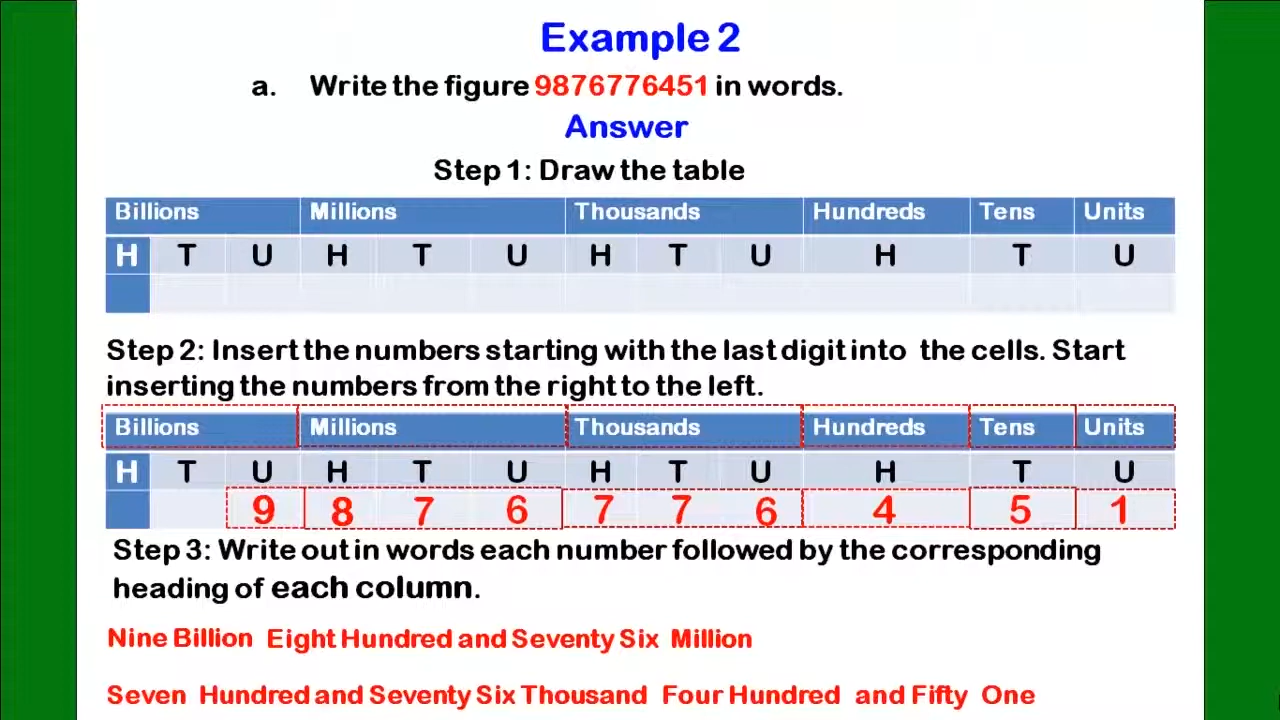 Example 2
a. Write the figure 9876776451 in words.
Answer
Step 1: Draw the table
Billions Millions Thousands Hundreds Tens Units
H T U H T U H T U H T U
Step 2: Insert the numbers starting with the last digit into the cells. Start
inserting the numbers from the right to the left.
Billions Millions Thousands Hundreds Tens Units
H T U H T U H T U H T U
9 8 7 6 7 7 6 4 5 1
Step 3: Write out in words each number followed by the corresponding
heading of each column.
Nine Billion Eight Hundred and Seventy Six Million
Seven Hundred and Seventy Six Thousand Four Hundred and Fifty One